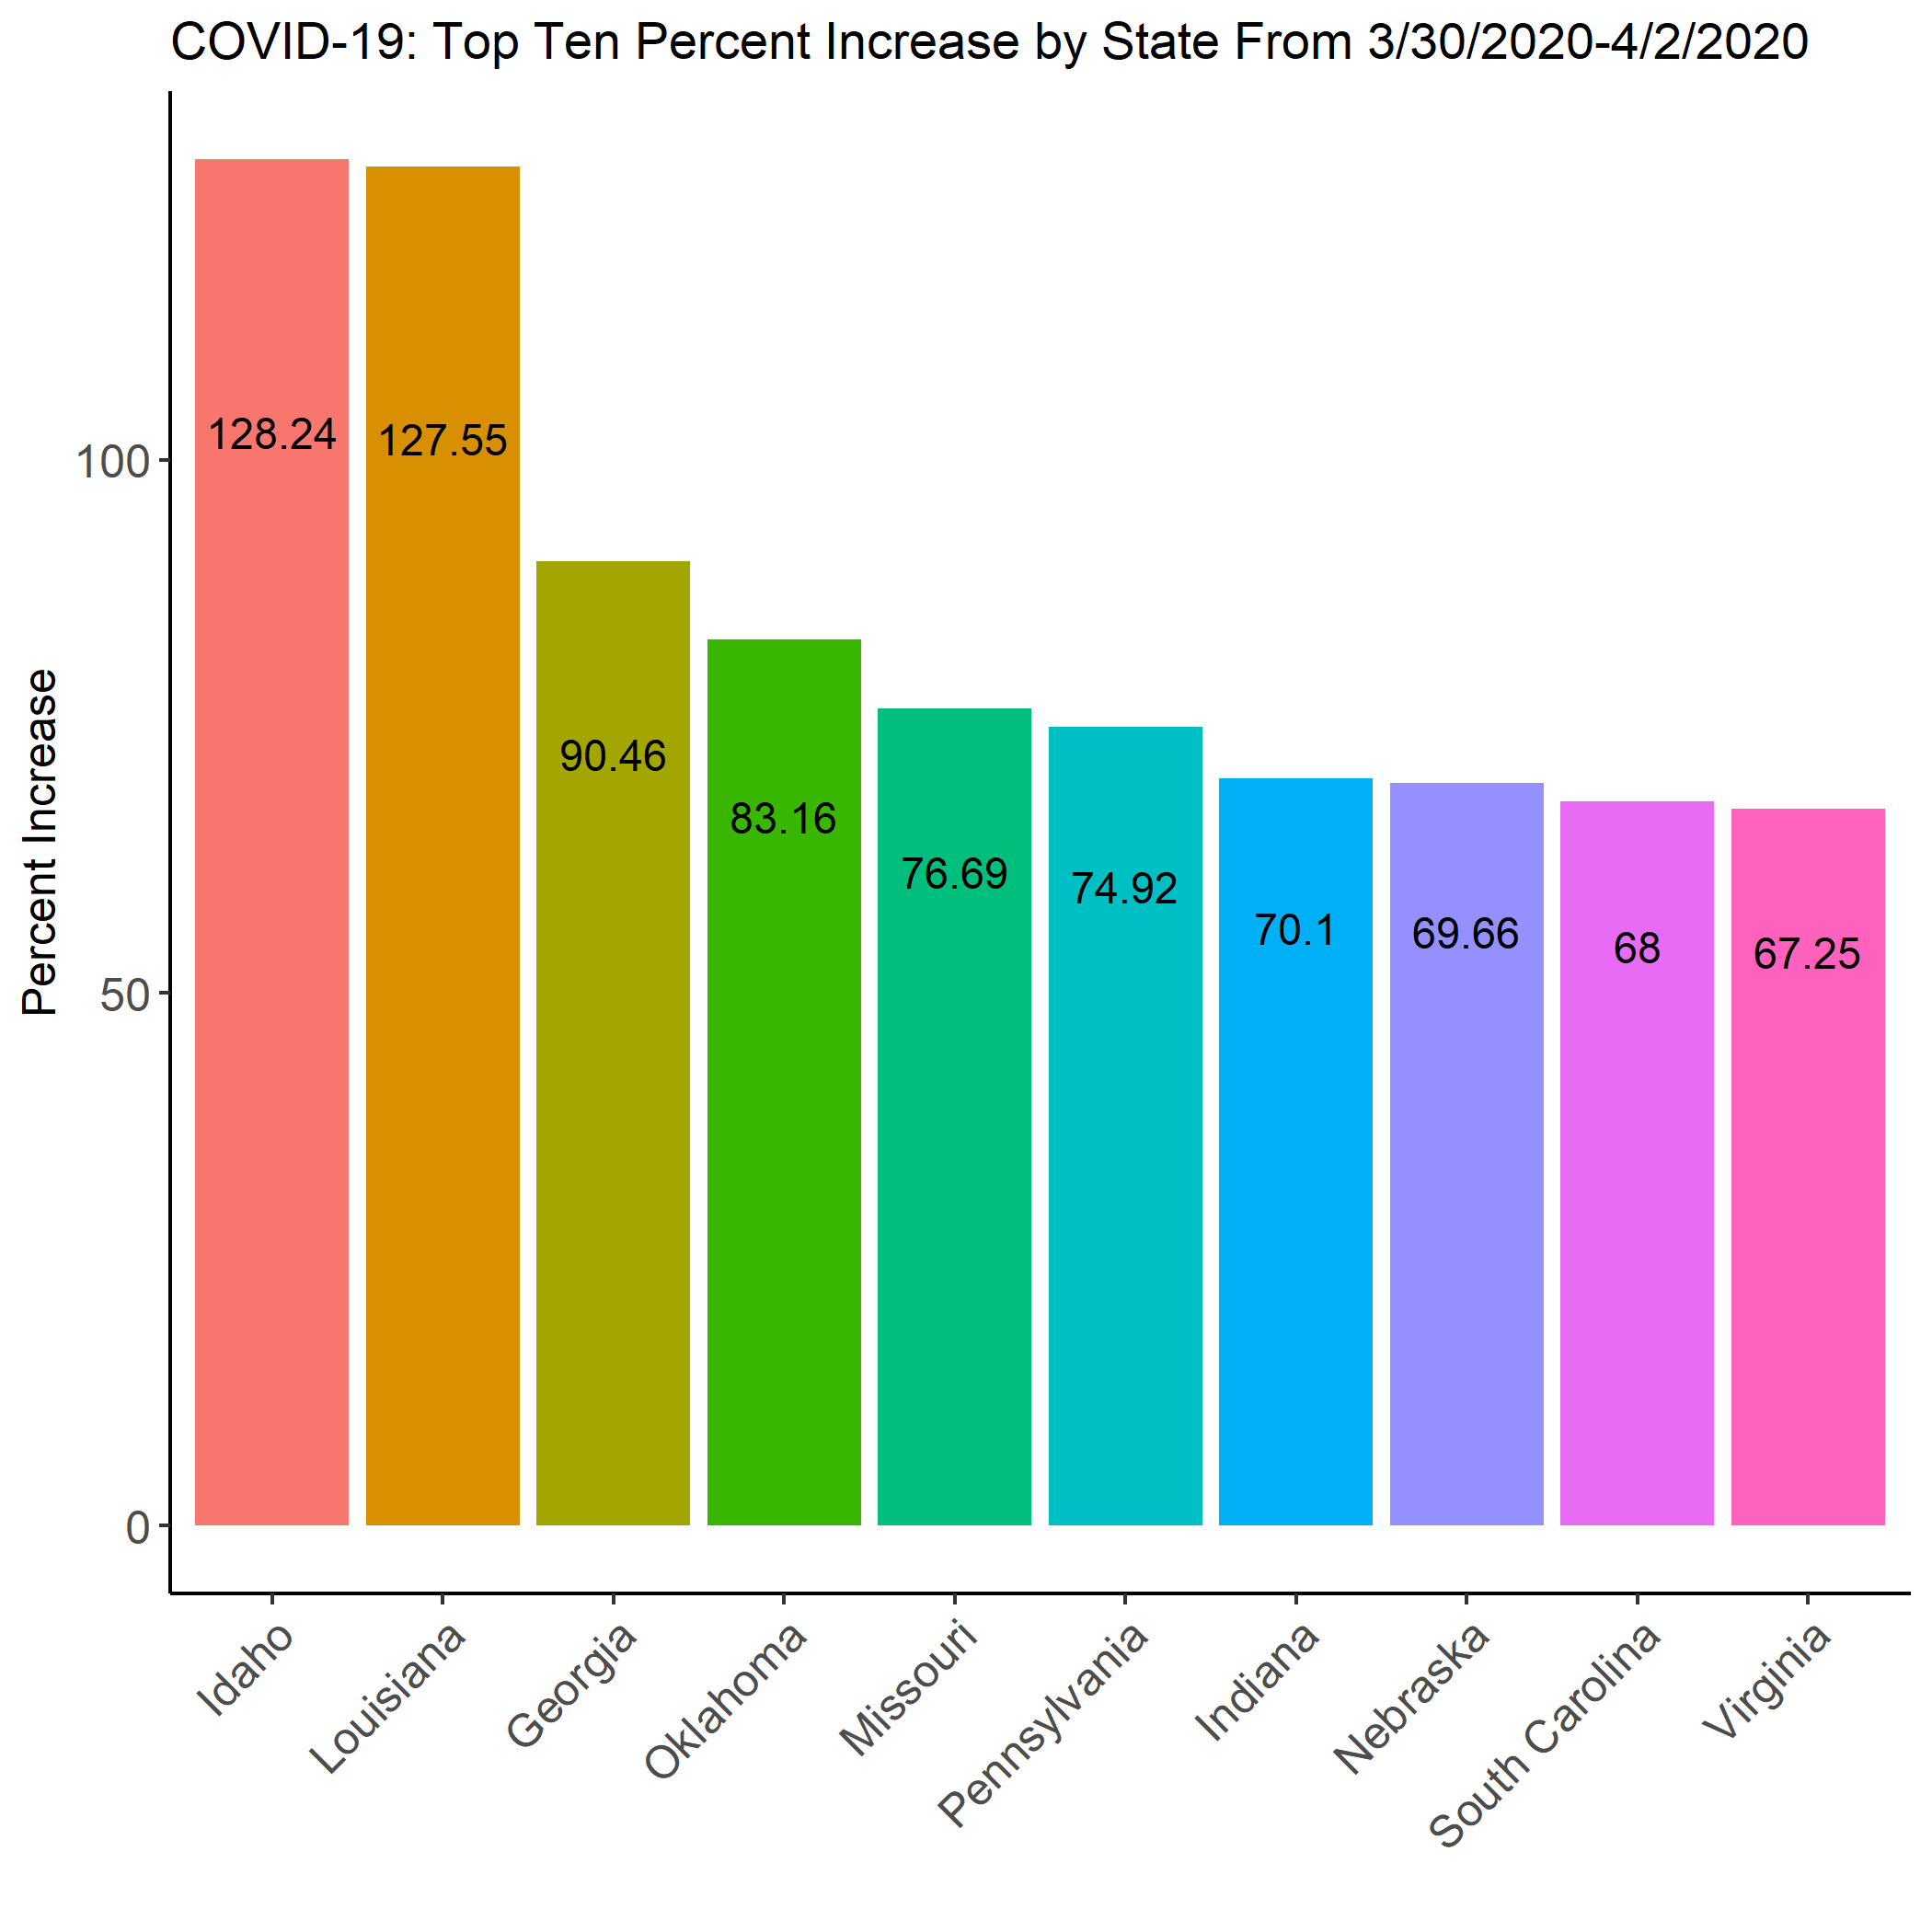 COVID-19: Top Ten Percent Increase by State From 3/30/2020-4/2/2020
Percent Increase
100
50
0
128.24
127.55
90.46
83.16
76.69
74.92
70.1
69.66
68
67.25
Idaho
Louisiana
Georgia
Oklahoma
Missouri
Pennsylvania
Indiana
Nebraska
South Carolina
Virginia